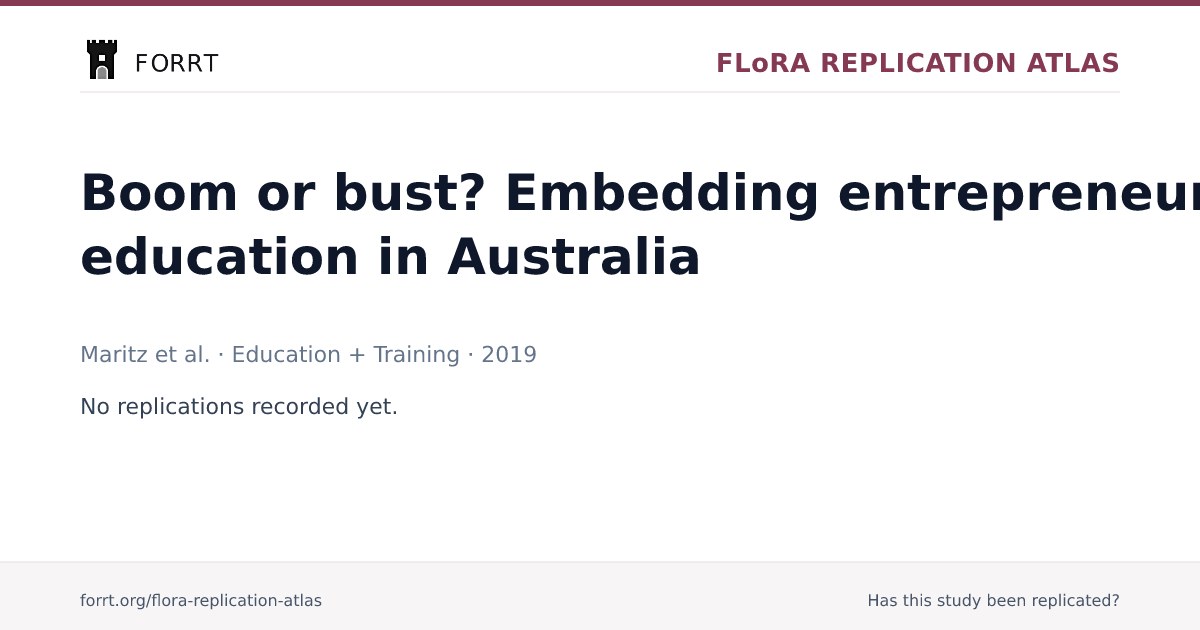 FORRT
FLoRA REPLICATION ATLAS
Boom or bust? Embedding
education in Australia
Maritz et al. · Education + Training · 2019
No replications recorded yet.
forrt.org/flora-replication-atlas
Has this study been replicated?